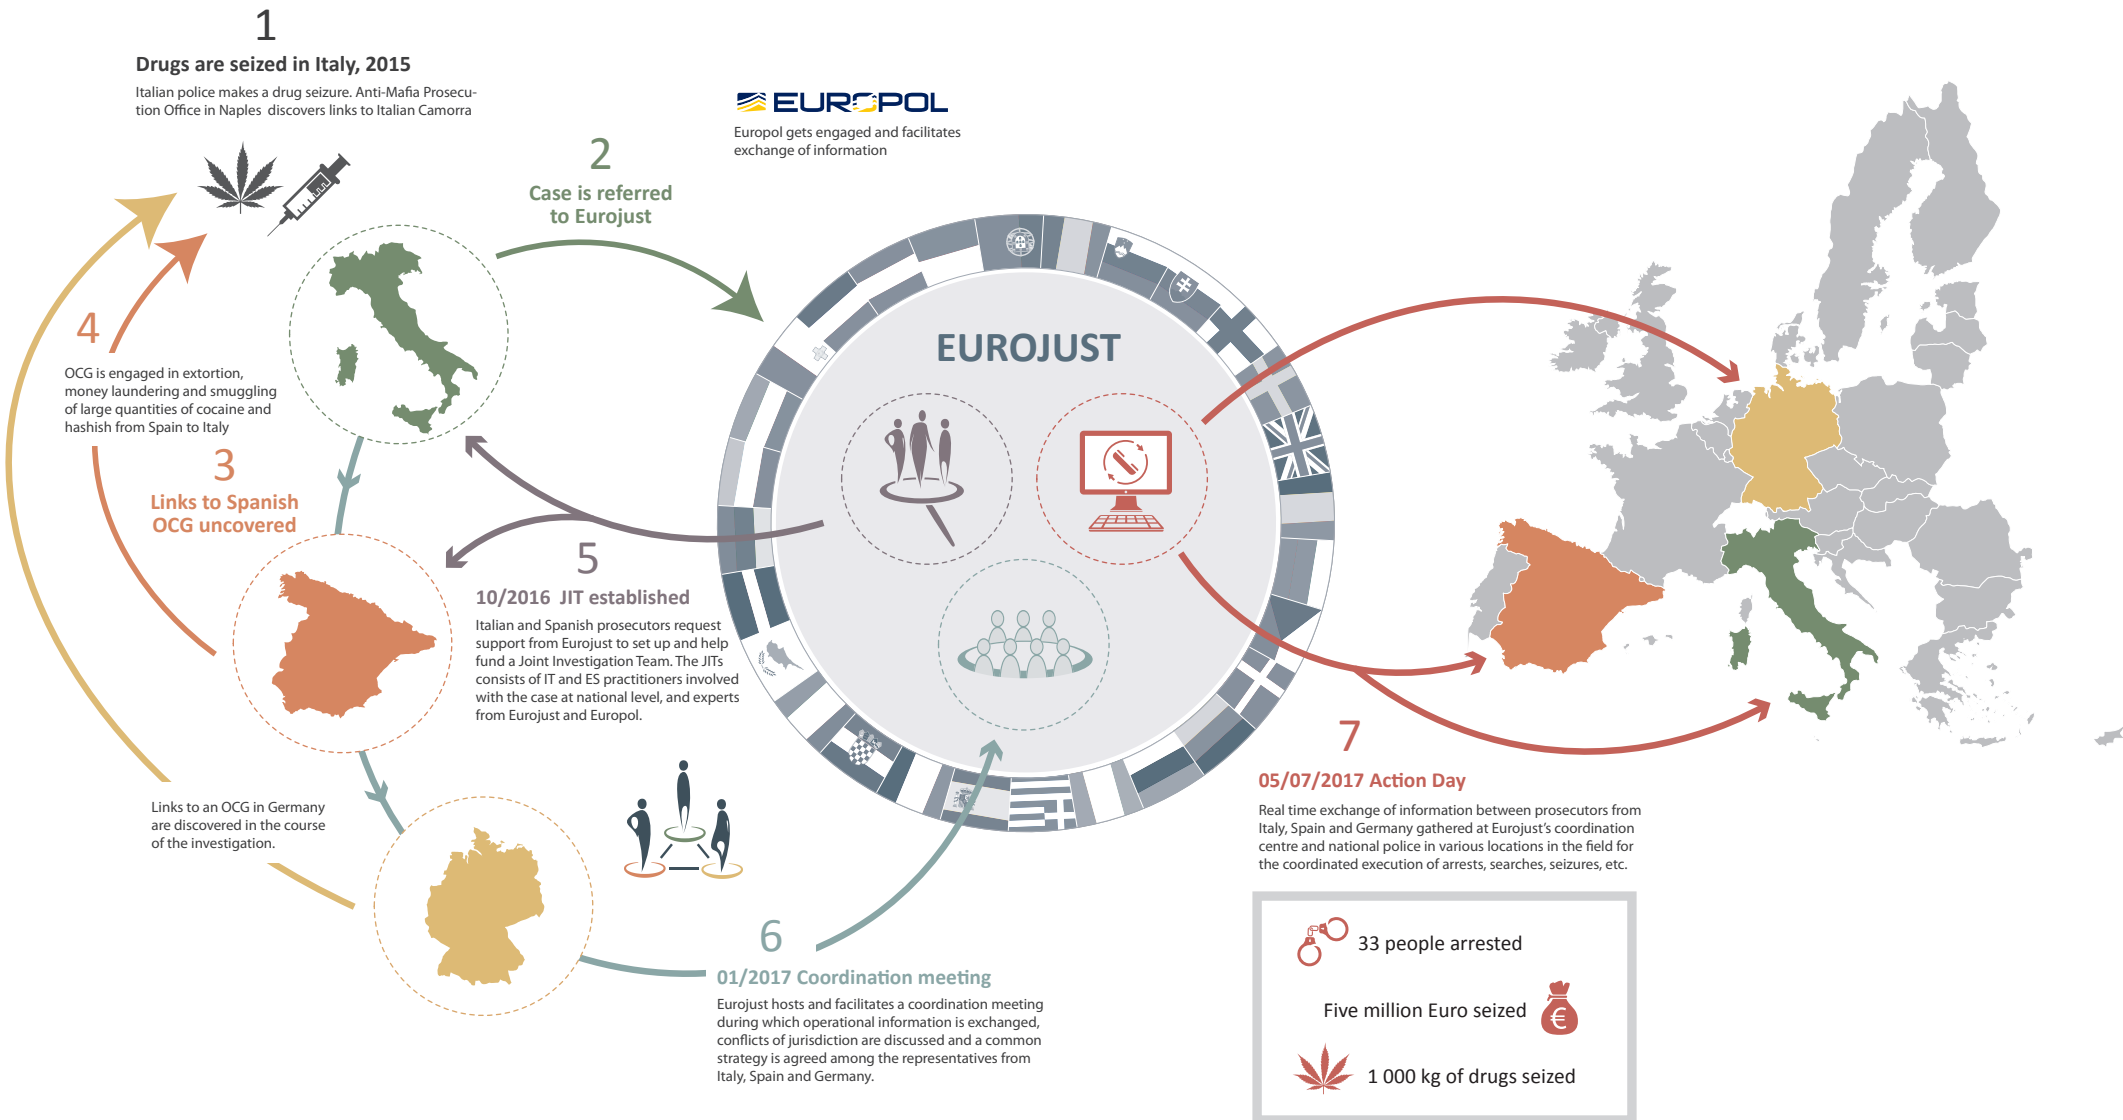 1
Drugs are seized in Italy, 2015
Italian police makes a drug seizure. Anti-Mafia Prosecu-
tion Office in Naples discovers links to Italian Camorra
2
Case is referred
to Eurojust
EUROPOL
Europol gets engaged and facilitates
exchange of information
4
OCG is engaged in extortion,
money laundering and smuggling
of large quantities of cocaine and
hashish from Spain to Italy
3
Links to Spanish
OCG uncovered
EUROJUST
5
10/2016 JIT established
Italian and Spanish prosecutors request
support from Eurojust to set up and help
fund a Joint Investigation Team. The JITs
consists of IT and ES practitioners involved
with the case at national level, and experts
from Eurojust and Europol.
Links to an OCG in Germany
are discovered in the course
of the investigation.
6
01/2017 Coordination meeting
Eurojust hosts and facilitates a coordination meeting
during which operational information is exchanged,
conflicts of jurisdiction are discussed and a common
strategy is agreed among the representatives from
Italy, Spain and Germany.
7
05/07/2017 Action Day
Real time exchange of information between prosecutors from
Italy, Spain and Germany gathered at Eurojust's coordination
centre and national police in various locations in the field for
the coordinated execution of arrests, searches, seizures, etc.
33 people arrested
Five million Euro seized
€
1 000 kg of drugs seized